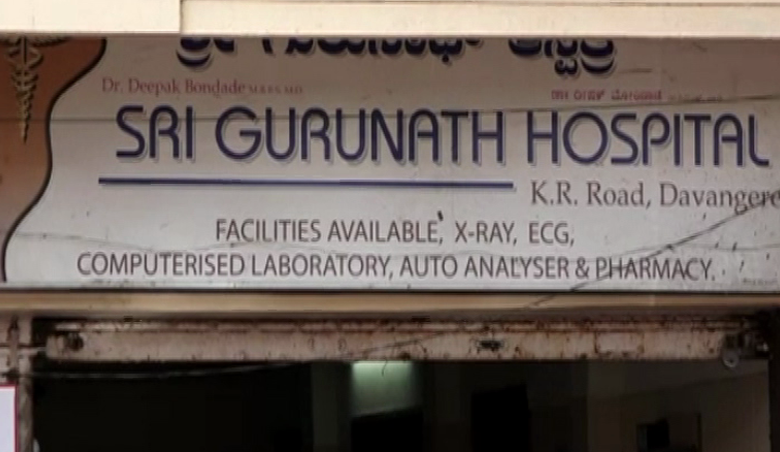 Dr. Deepak Bondade M.B.B.S. M.D
SRI GURUNATH HOSPITAL
K.R. Road, Davangere
FACILITIES AVAILABLE, X-RAY, ECG,
COMPUTERISED LABORATORY, AUTO ANALYSER & PHARMACY.